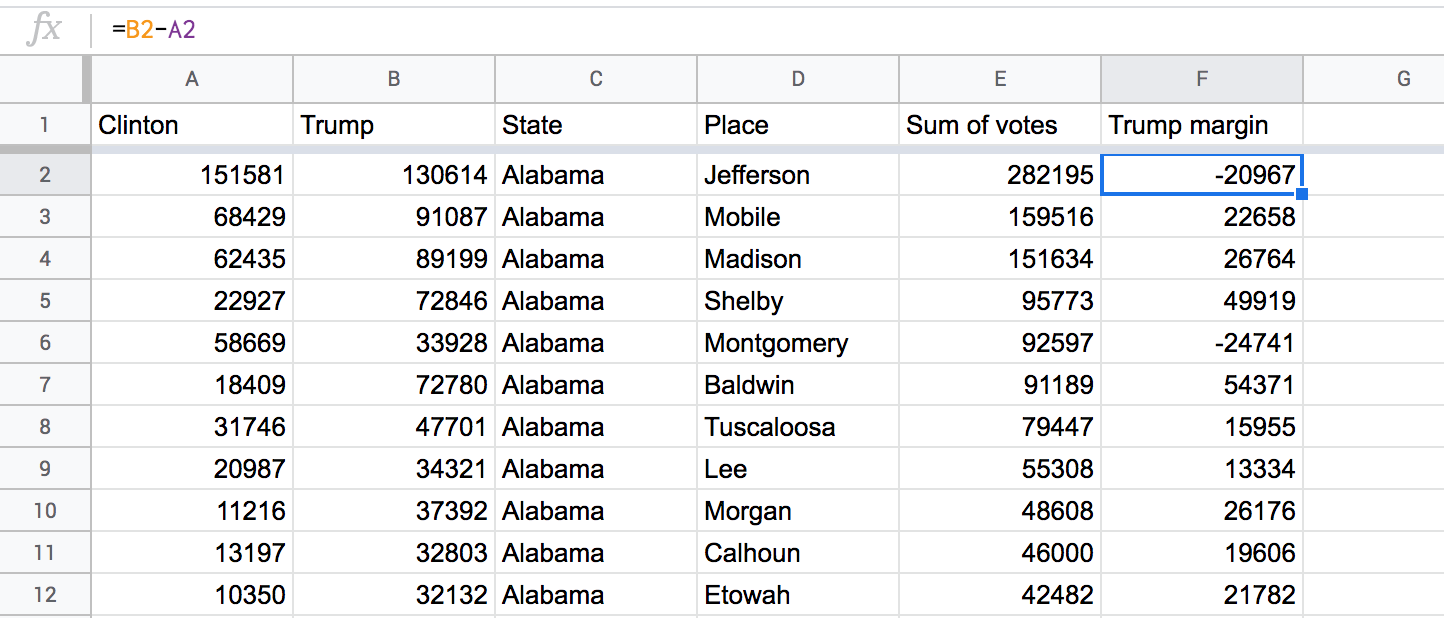 fx =B2-A2
A B C D E F G
1 Clinton Trump State Place Sum of votes Trump margin
2 151581 130614 Alabama Jefferson 282195 -20967
3 68429 91087 Alabama Mobile 159516 22658
4 62435 89199 Alabama Madison 151634 26764
5 22927 72846 Alabama Shelby 95773 49919
6 58669 33928 Alabama Montgomery 92597 -24741
7 18409 72780 Alabama Baldwin 91189 54371
8 31746 47701 Alabama Tuscaloosa 79447 15955
9 20987 34321 Alabama Lee 55308 13334
10 11216 37392 Alabama Morgan 48608 26176
11 13197 32803 Alabama Calhoun 46000 19606
12 10350 32132 Alabama Etowah 42482 21782